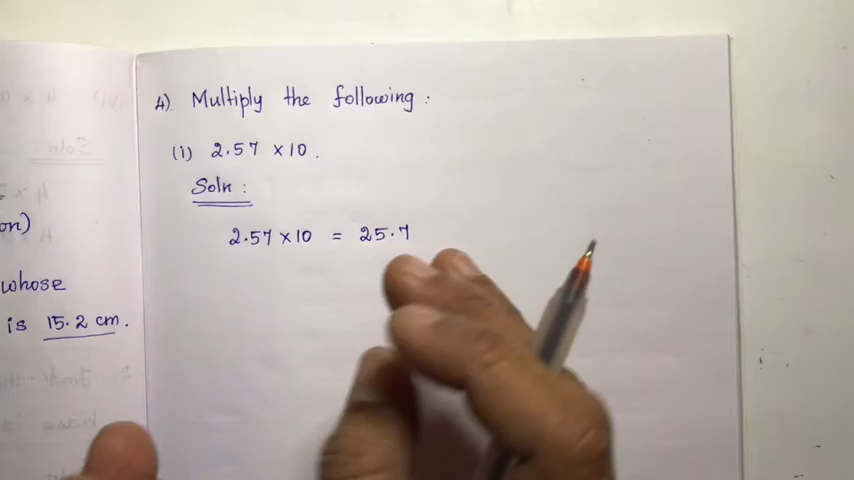 4) Multiply the following :
(i) 2.57 × 10 .
Soln :
2.57 × 10 = 25.7
on)
whose
is 15.2 cm.